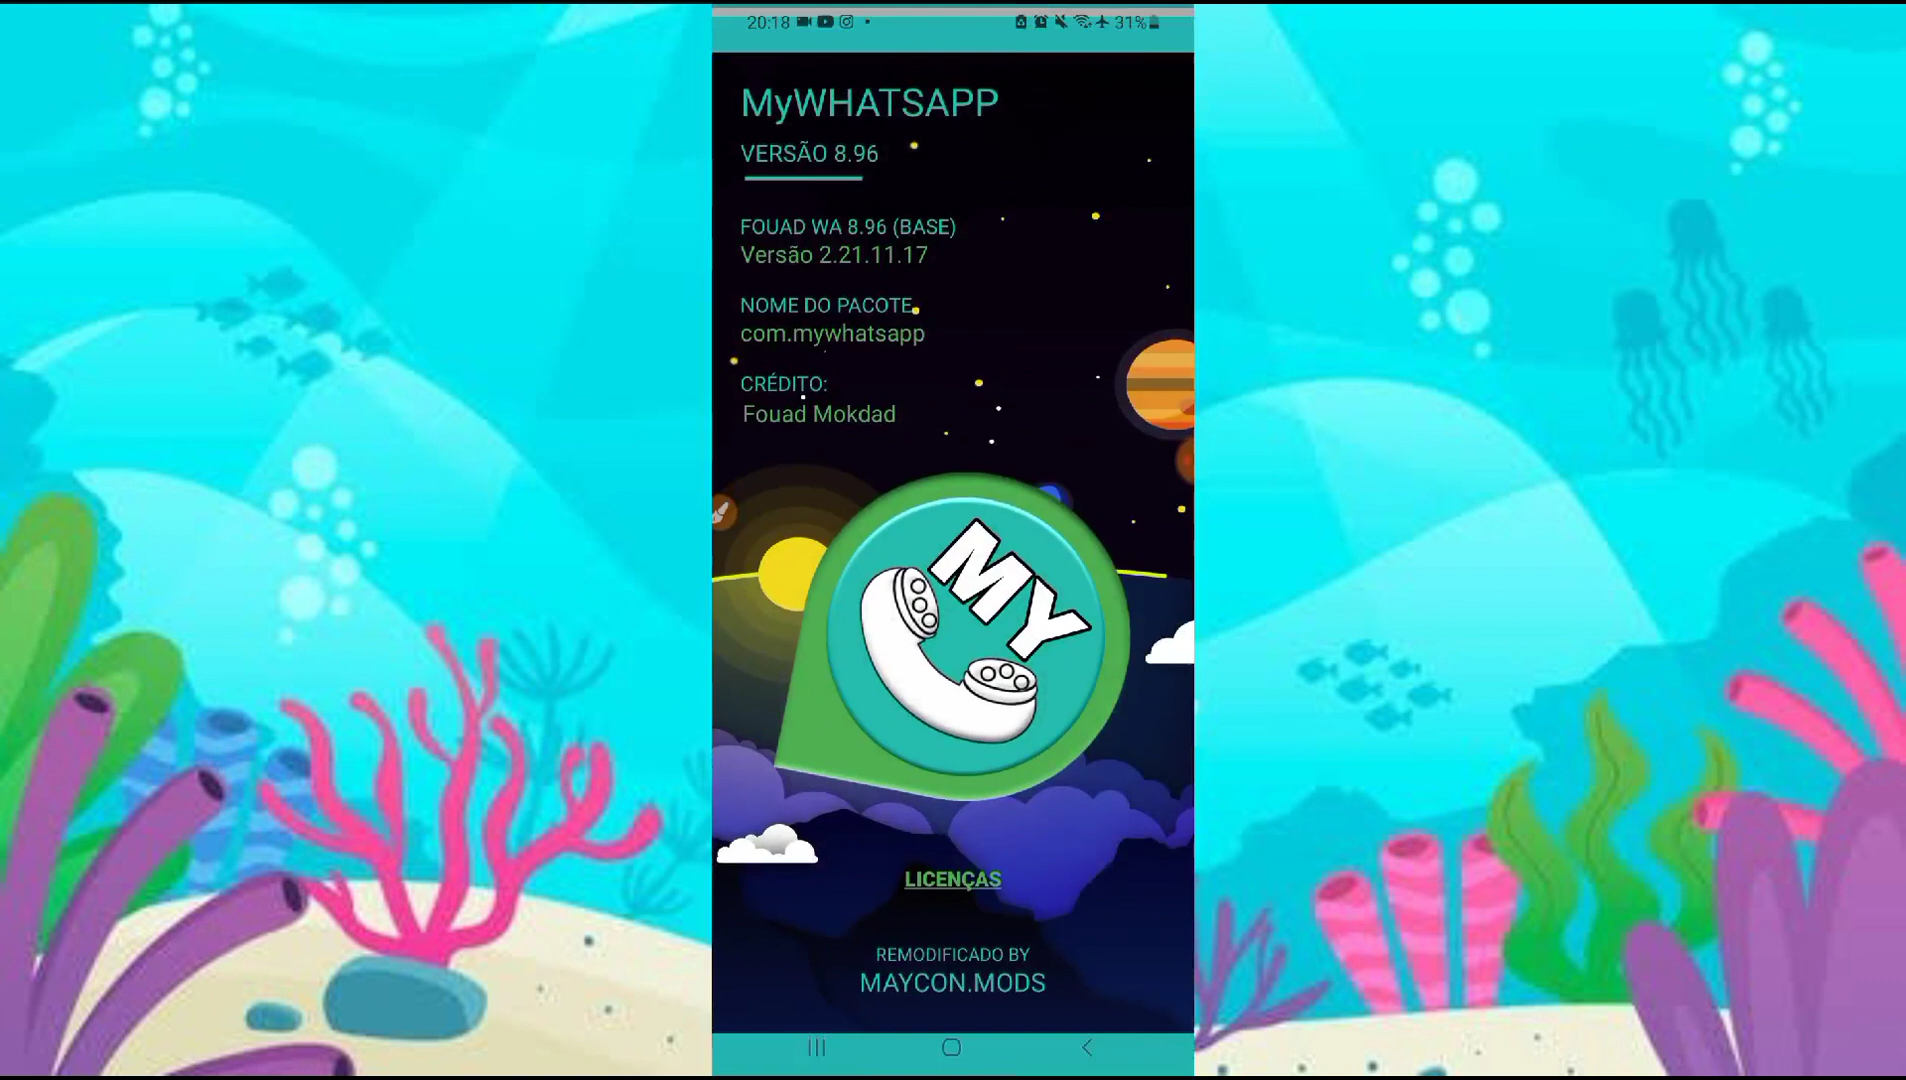 20:18
31%
MyWHATSAPP
VERSÃO 8.96
FOUAD WA 8.96 (BASE)
Versão 2.21.11.17
NOME DO PACOTE
com.mywhatsapp
CRÉDITO:
Fouad Mokdad
MY
LICENÇAS
REMODIFICADO BY
MAYCON.MODS